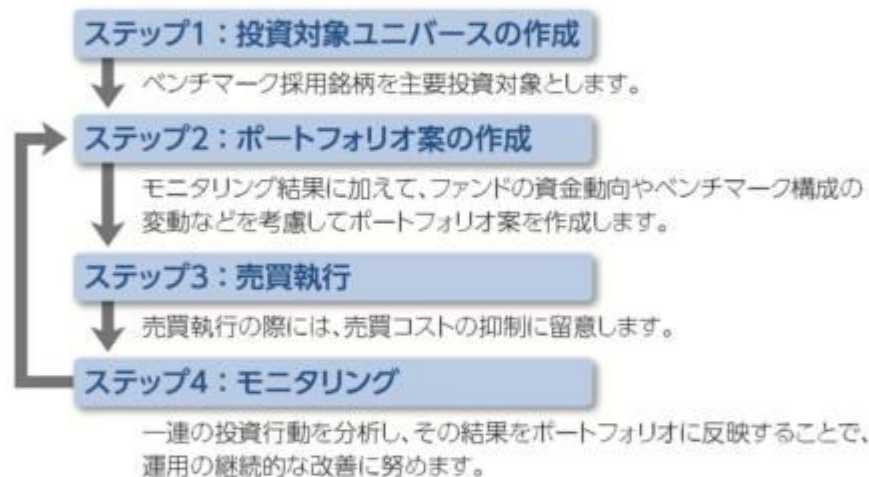 ステップ1:投資対象ユニバースの作成
ベンチマーク採用銘柄を主要投資対象とします。
ステップ2:ポートフォリオ案の作成
モニタリング結果に加えて、ファンドの資金動向やベンチマーク構成の
変動などを考慮してポートフォリオ案を作成します。
ステップ3:売買執行
売買執行の際には、売買コストの抑制に留意します。
ステップ4:モニタリング
一連の投資行動を分析し、その結果をポートフォリオに反映することで、
運用の継続的な改善に努めます。